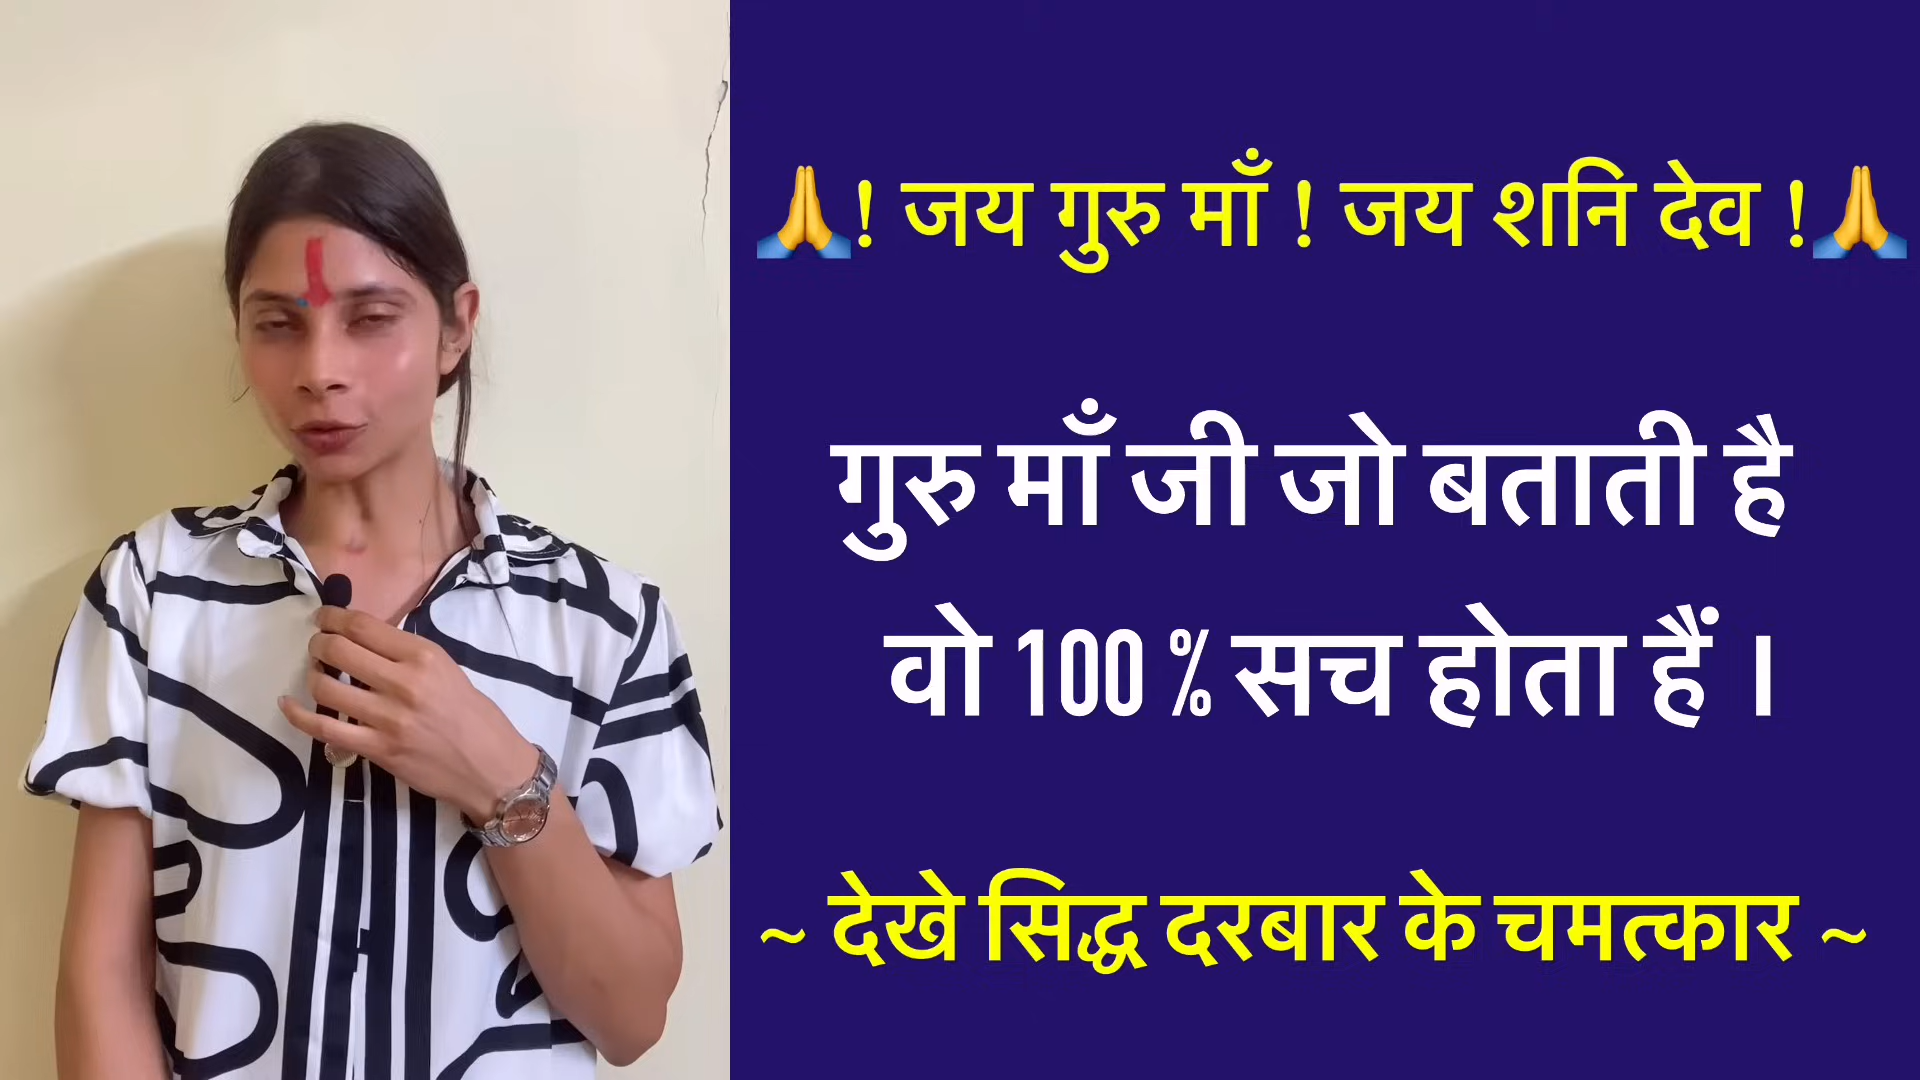 🙏! जय गुरु माँ ! जय शनि देव !🙏
गुरु माँ जी जो बताती है
वो 100 % सच होता हैं ।
~ देखे सिद्ध दरबार के चमत्कार ~